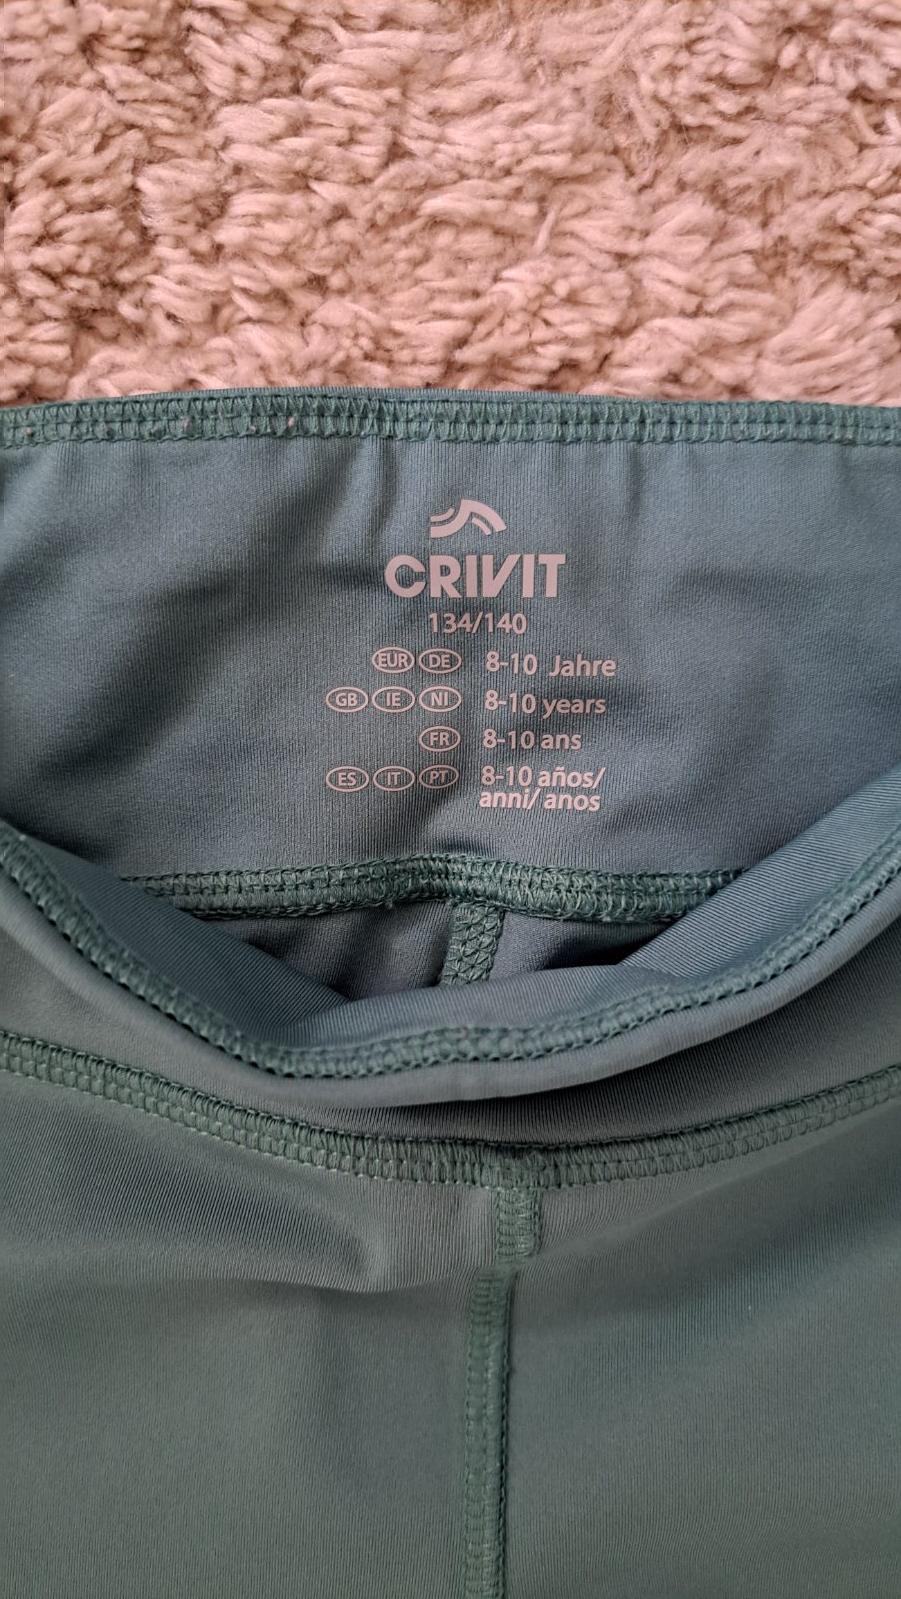 CRIVIT
134/140
EUR DE 8-10 Jahre
GB IE NI 8-10 years
FR 8-10 ans
ES IT PT 8-10 años/
anni/ anos